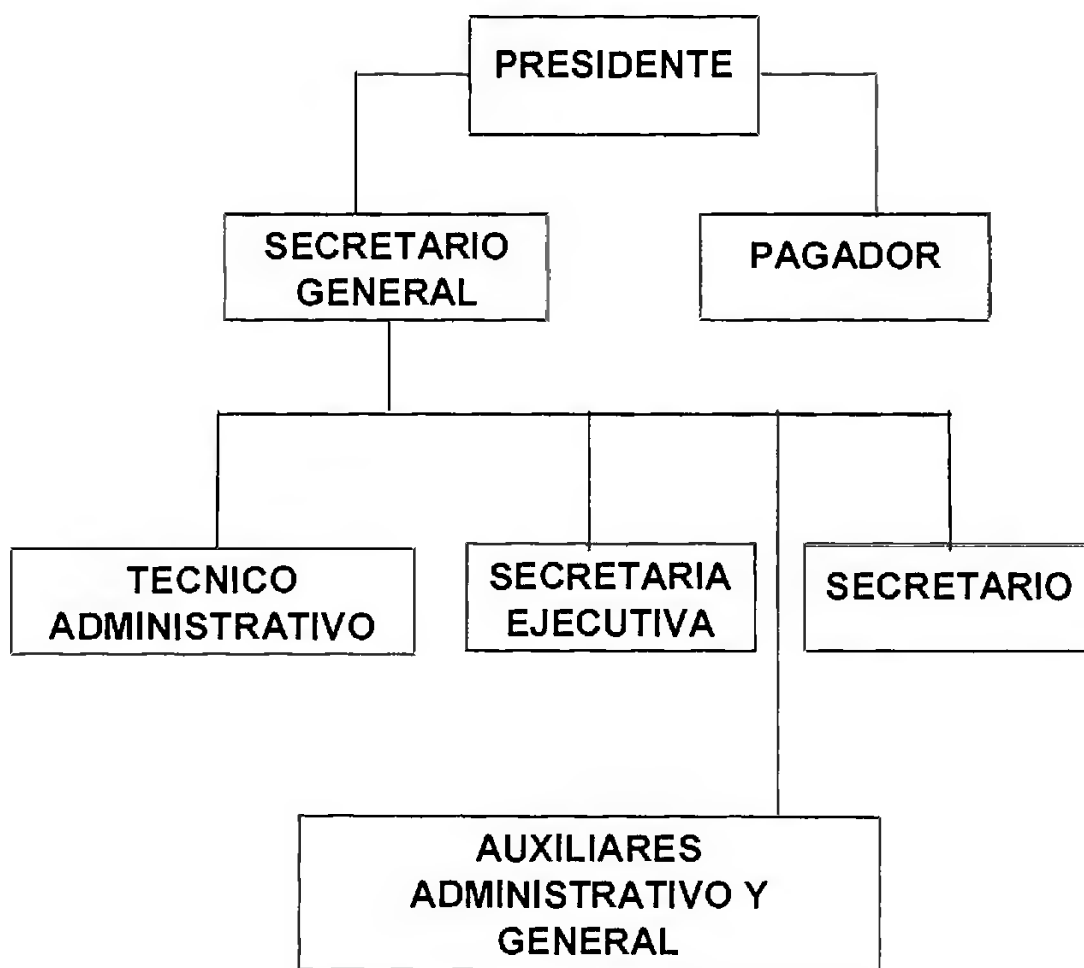 PRESIDENTE
SECRETARIO
GENERAL
PAGADOR
TECNICO
ADMINISTRATIVO
SECRETARIA
EJECUTIVA
SECRETARIO
AUXILIARES
ADMINISTRATIVO Y
GENERAL